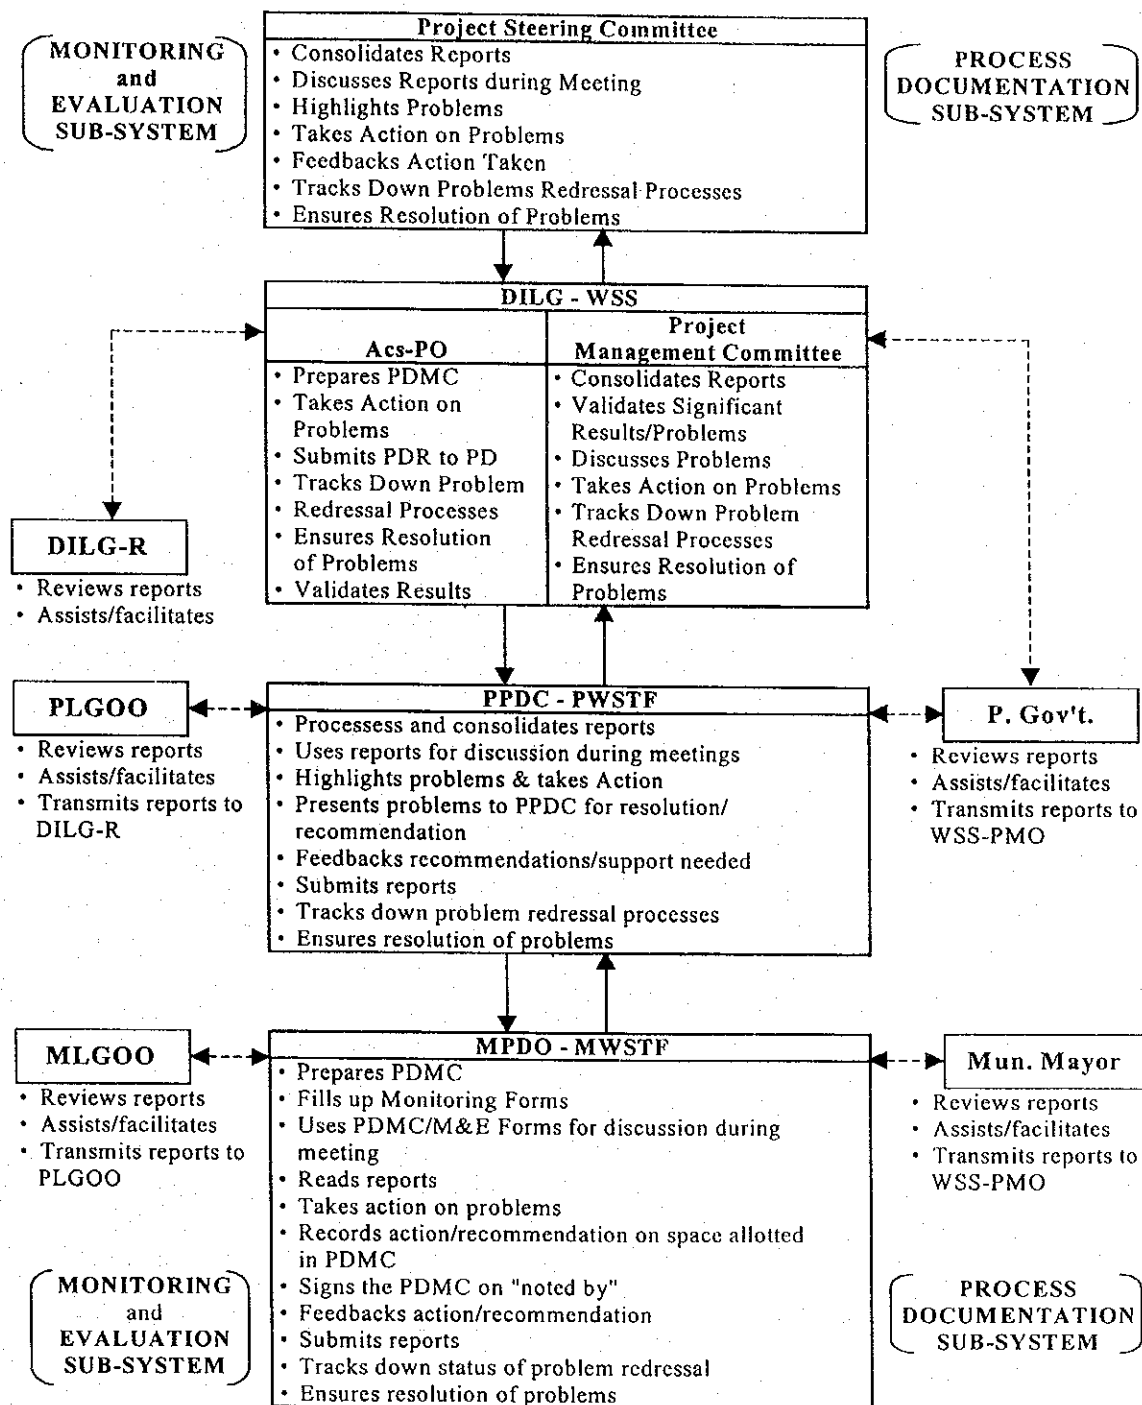 MONITORING
and
EVALUATION
SUB-SYSTEM
Project Steering Committee
• Consolidates Reports
• Discusses Reports during Meeting
• Highlights Problems
• Takes Action on Problems
• Feedbacks Action Taken
• Tracks Down Problems Redressal Processes
• Ensures Resolution of Problems
PROCESS
DOCUMENTATION
SUB-SYSTEM
DILG - WSS
Acs-PO
• Prepares PDMC
• Takes Action on
Problems
• Submits PDR to PD
• Tracks Down Problem
• Redressal Processes
• Ensures Resolution
of Problems
• Validates Results
Project
Management Committee
• Consolidates Reports
• Validates Significant
Results/Problems
• Discusses Problems
• Takes Action on Problems
• Tracks Down Problem
Redressal Processes
• Ensures Resolution of
Problems
DILG-R
• Reviews reports
• Assists/facilitates
PLGOO
• Reviews reports
• Assists/facilitates
• Transmits reports to
DILG-R
PPDC - PWSTF
• Processess and consolidates reports
• Uses reports for discussion during meetings
• Highlights problems & takes Action
• Presents problems to PPDC for resolution/
recommendation
• Feedbacks recommendations/support needed
• Submits reports
• Tracks down problem redressal processes
• Ensures resolution of problems
P. Gov't.
• Reviews reports
• Assists/facilitates
• Transmits reports to
WSS-PMO
MLGOO
• Reviews reports
• Assists/facilitates
• Transmits reports to
PLGOO
MPDO - MWSTF
• Prepares PDMC
• Fills up Monitoring Forms
• Uses PDMC/M&E Forms for discussion during
meeting
• Reads reports
• Takes action on problems
• Records action/recommendation on space allotted
in PDMC
• Signs the PDMC on "noted by"
• Feedbacks action/recommendation
• Submits reports
• Tracks down status of problem redressal
• Ensures resolution of problems
Mun. Mayor
• Reviews reports
• Assists/facilitates
• Transmits reports to
WSS-PMO
MONITORING
and
EVALUATION
SUB-SYSTEM
PROCESS
DOCUMENTATION
SUB-SYSTEM